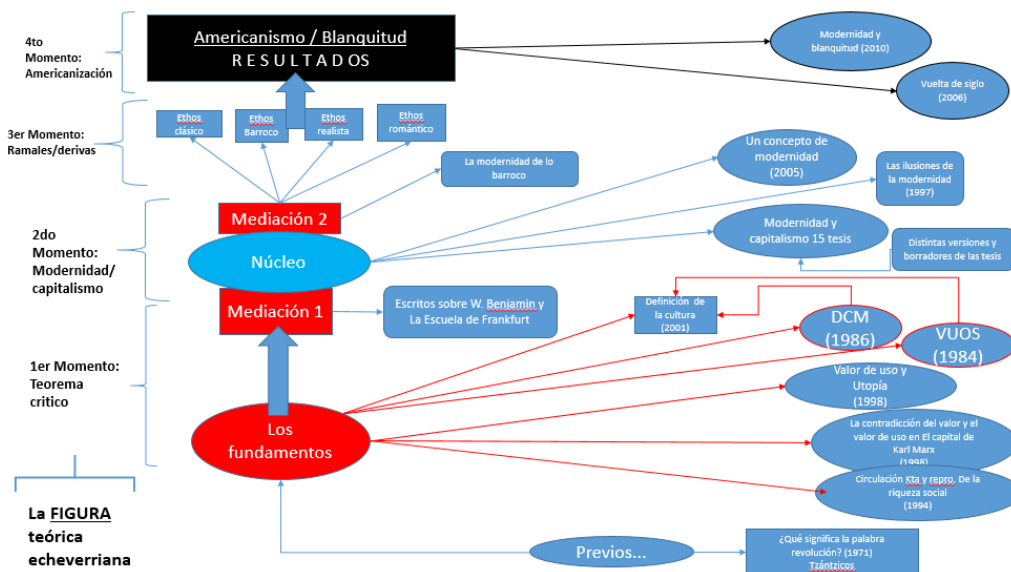 4to
Momento:
Americanización
Americanismo / Blanquitud
R E S U L T A D OS
Modernidad y
blanquitud (2010)
Vuelta de siglo
(2006)
3er Momento:
Ramales/derivas
Ethos
clásico
Ethos
Barroco
Ethos
realista
Ethos
romántico
La modernidad de lo
barroco
Un concepto de
modernidad
(2005)
Las ilusiones de
la modernidad
(1997)
2do
Momento:
Modernidad/
capitalismo
Mediación 2
Núcleo
Modernidad y
capitalismo 15 tesis
Distintas versiones y
borradores de las tesis
Mediación 1
Escritos sobre W. Benjamin y
La Escuela de Frankfurt
Definición de
la cultura
(2001)
DCM
(1986)
VUOS
(1984)
1er Momento:
Teorema
critico
Los
fundamentos
Valor de uso y
Utopía
(1998)
La contradicción del valor y el
valor de uso en El capital de
Karl Marx
(1998)
Circulación Kta y repro. De la
riqueza social
(1994)
La FIGURA
teórica
echeverriana
Previos...
¿Qué significa la palabra
revolución? (1971)
Tzántzicos